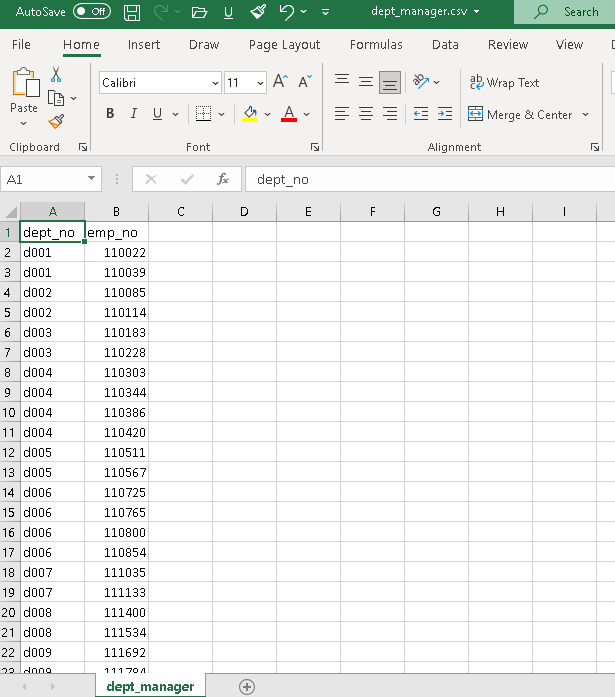 AutoSave Off dept_manager.csv Search
File Home Insert Draw Page Layout Formulas Data Review View
Calibri 11 A A Wrap Text
Paste B I U A Merge & Center
Clipboard Font Alignment
A1 fx dept_no
A B C D E F G H I
1 dept_no emp_no
2 d001 110022
3 d001 110039
4 d002 110085
5 d002 110114
6 d003 110183
7 d003 110228
8 d004 110303
9 d004 110344
10 d004 110386
11 d004 110420
12 d005 110511
13 d005 110567
14 d006 110725
15 d006 110765
16 d006 110800
17 d006 110854
18 d007 111035
19 d007 111133
20 d008 111400
21 d008 111534
22 d009 111692
23 d009 111784
dept_manager